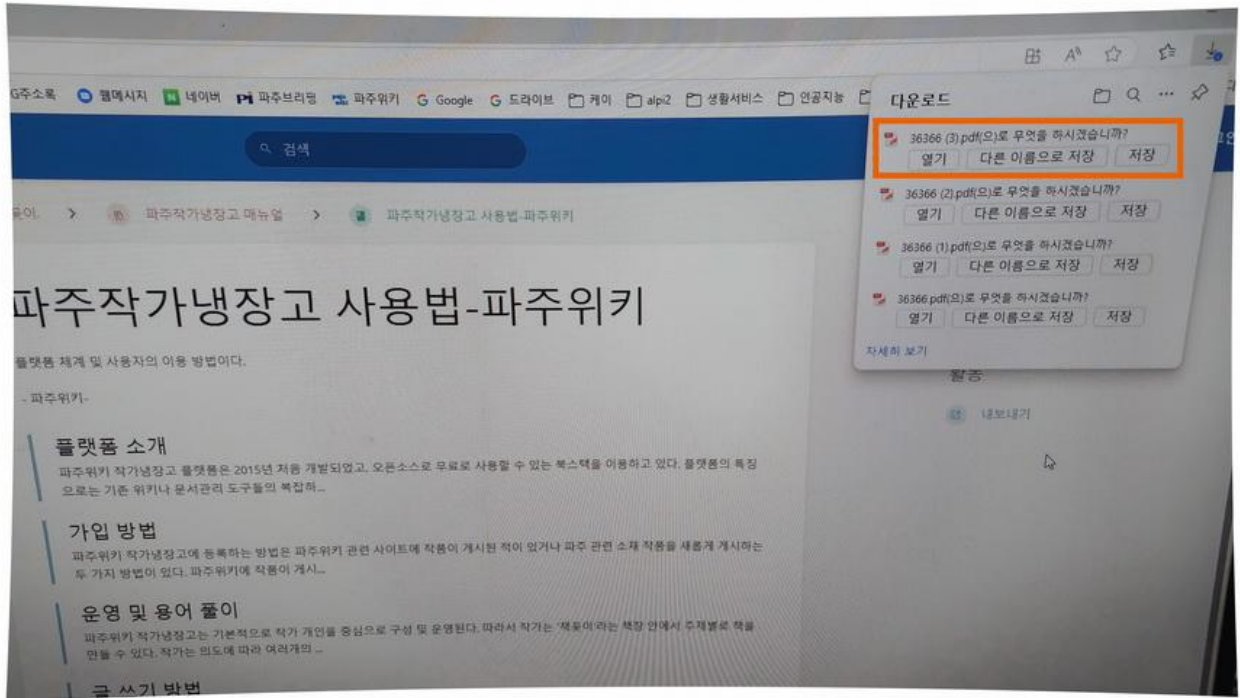 G주소록 웹메시지 네이버 파주브리핑 파주위키 Google 드라이브 케이 alpi2 생활서비스 인공지능
검색
파주작가냉장고 매뉴얼 > 파주작가냉장고 사용법-파주위키
파주작가냉장고 사용법-파주위키
플랫폼 체계 및 사용자의 이용 방법이다.
- 파주위키-
플랫폼 소개
파주위키 작가냉장고 플랫폼은 2015년 처음 개발되었고, 오픈소스로 무료로 사용할 수 있는 북스택을 이용하고 있다. 플랫폼의 특징
으로는 기존 위키나 문서관리 도구들의 복잡하...
가입 방법
파주위키 작가냉장고에 등록하는 방법은 파주위키 관련 사이트에 작품이 게시된 적이 있거나 파주 관련 소재 작품을 새롭게 게시하는
두 가지 방법이 있다. 파주위키에 작품이 게시...
운영 및 용어 풀이
파주위키 작가냉장고는 기본적으로 작가 개인을 중심으로 구성 및 운영된다. 따라서 작가는 '책꽂이'라는 책장 안에서 주제별로 책을
만들 수 있다. 작가는 의도에 따라 여러개의 ...
글 쓰기 방법
다운로드
36366 (3).pdf(으)로 무엇을 하시겠습니까?
열기 다른 이름으로 저장 저장
36366 (2).pdf(으)로 무엇을 하시겠습니까?
열기 다른 이름으로 저장 저장
36366 (1).pdf(으)로 무엇을 하시겠습니까?
열기 다른 이름으로 저장 저장
36366.pdf(으)로 무엇을 하시겠습니까?
열기 다른 이름으로 저장 저장
자세히 보기
활동
내보내기